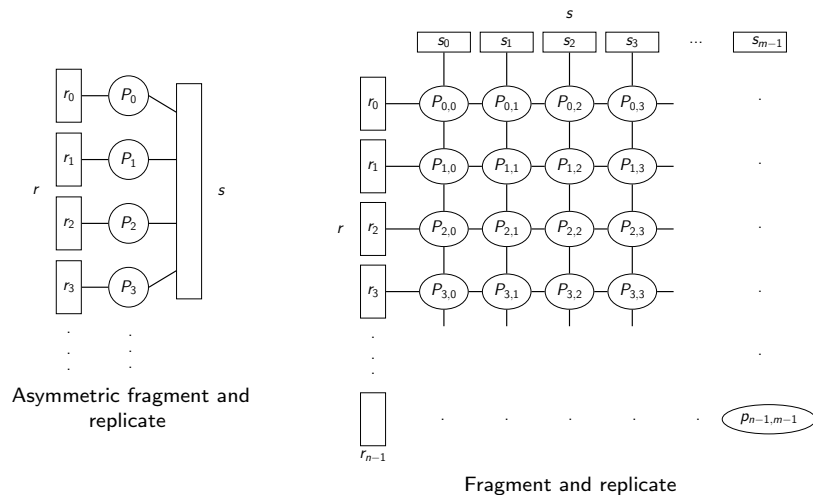 s
s0 s1 s2 s3 ... sm−1
r0 P0
r1 P1
r s
r2 P2
r3 P3
Asymmetric fragment and
replicate
r0 P0,0 P0,1 P0,2 P0,3
r1 P1,0 P1,1 P1,2 P1,3
r r2 P2,0 P2,1 P2,2 P2,3
r3 P3,0 P3,1 P3,2 P3,3
pn−1,m−1
rn−1
Fragment and replicate